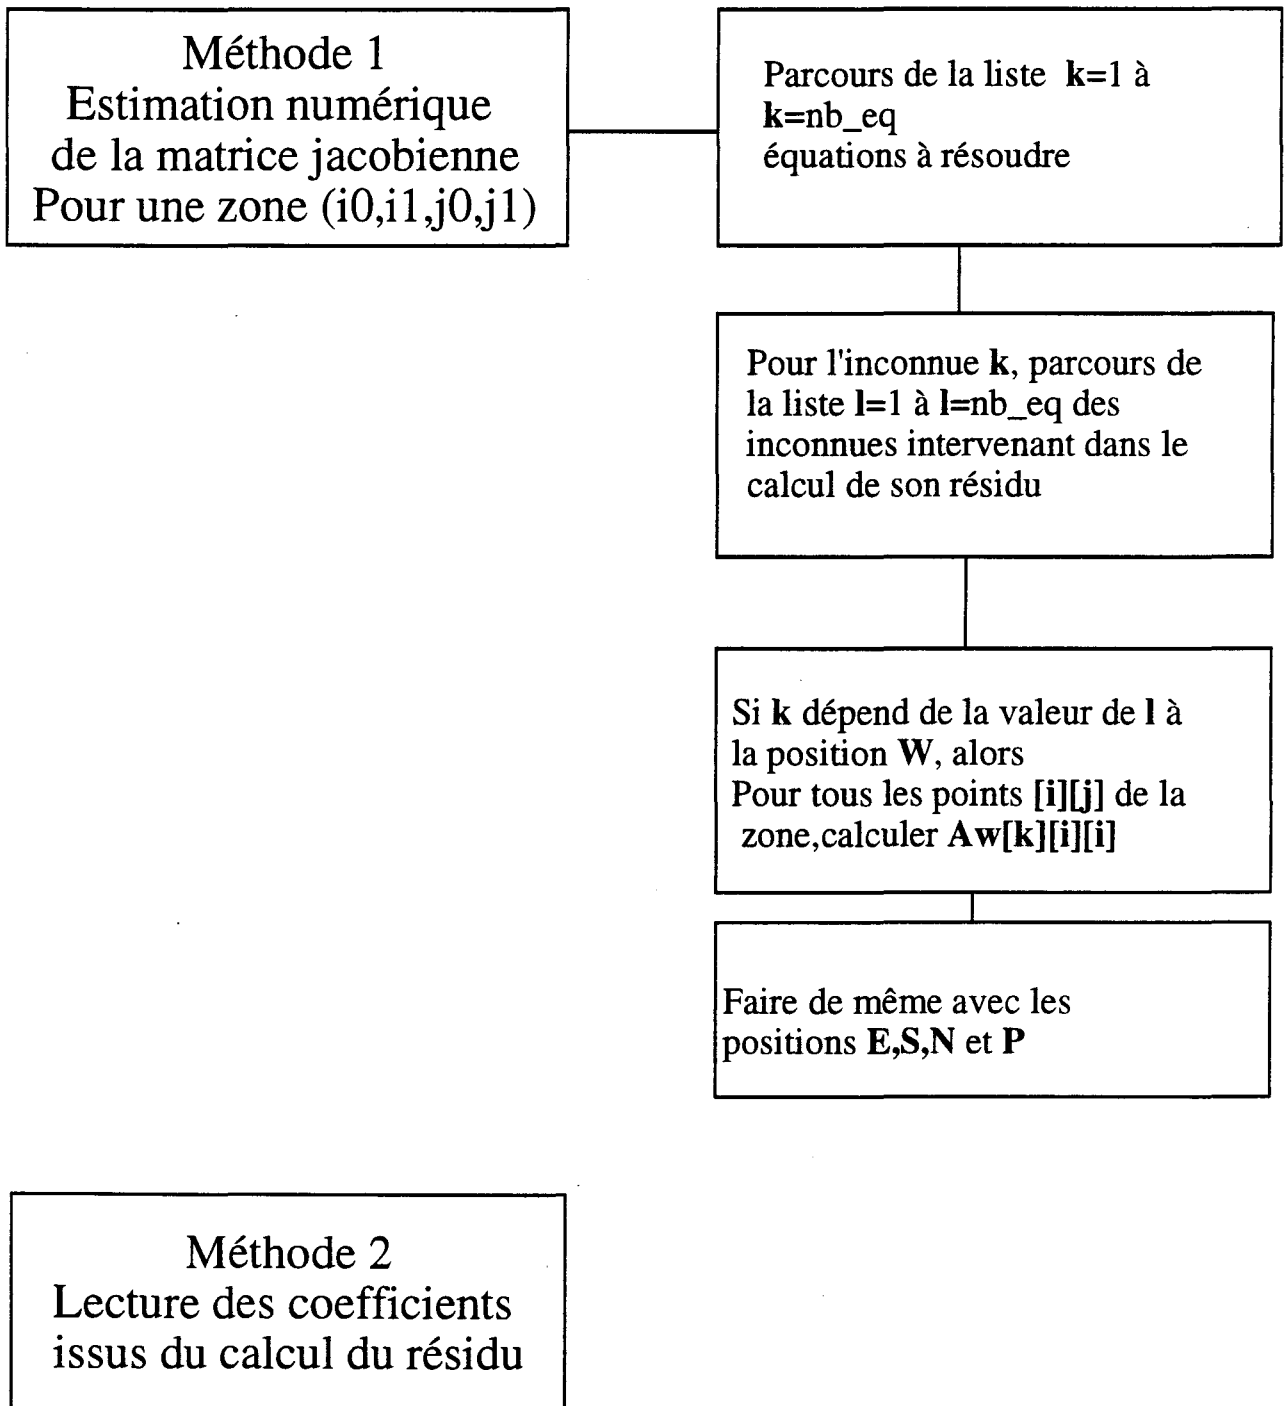 Méthode 1
Estimation numérique
de la matrice jacobienne
Pour une zone (i0,i1,j0,j1)
Parcours de la liste k=1 à
k=nb_eq
équations à résoudre
Pour l'inconnue k, parcours de
la liste l=1 à l=nb_eq des
inconnues intervenant dans le
calcul de son résidu
Si k dépend de la valeur de l à
la position W, alors
Pour tous les points [i][j] de la
zone,calculer Aw[k][i][i]
Faire de même avec les
positions E,S,N et P
Méthode 2
Lecture des coefficients
issus du calcul du résidu